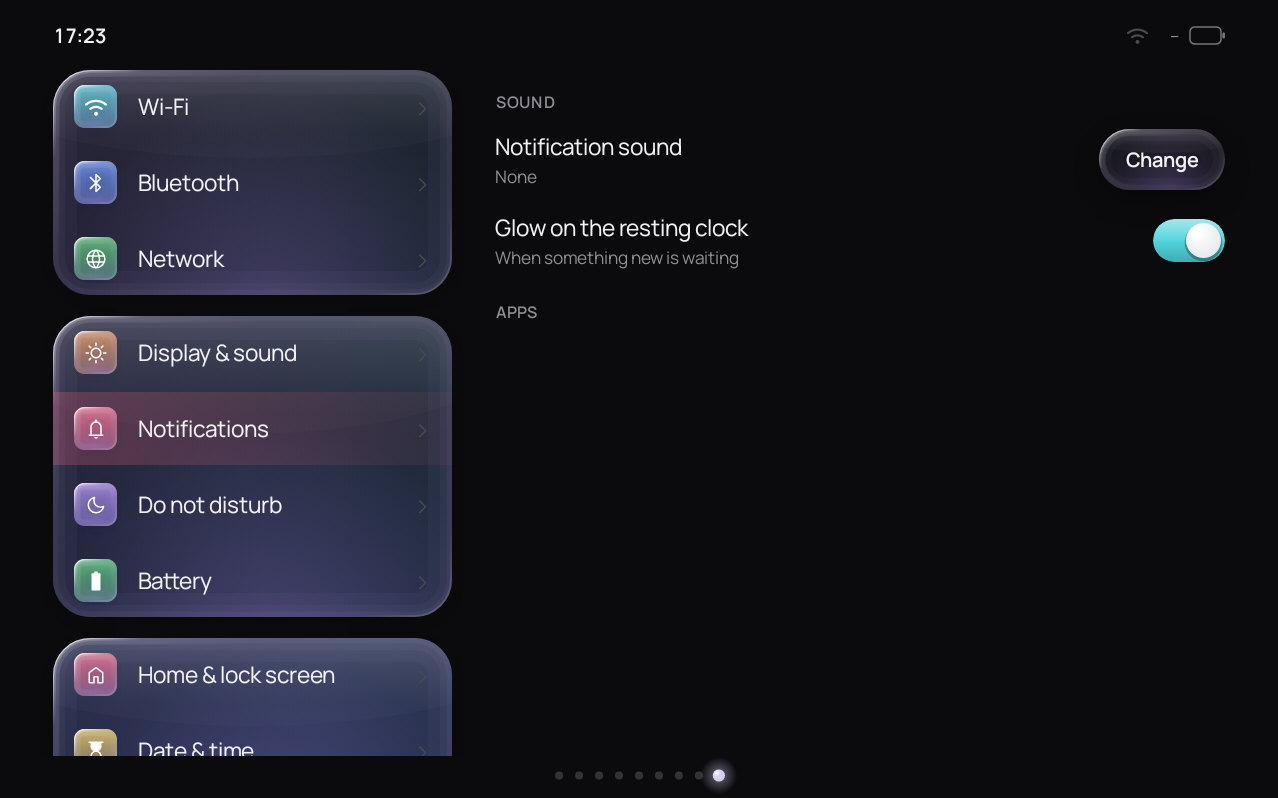 17:23
–
Wi-Fi
Bluetooth
Network
Display & sound
Notifications
Do not disturb
Battery
Home & lock screen
Date & time
SOUND
Notification sound
None
Change
Glow on the resting clock
When something new is waiting
APPS